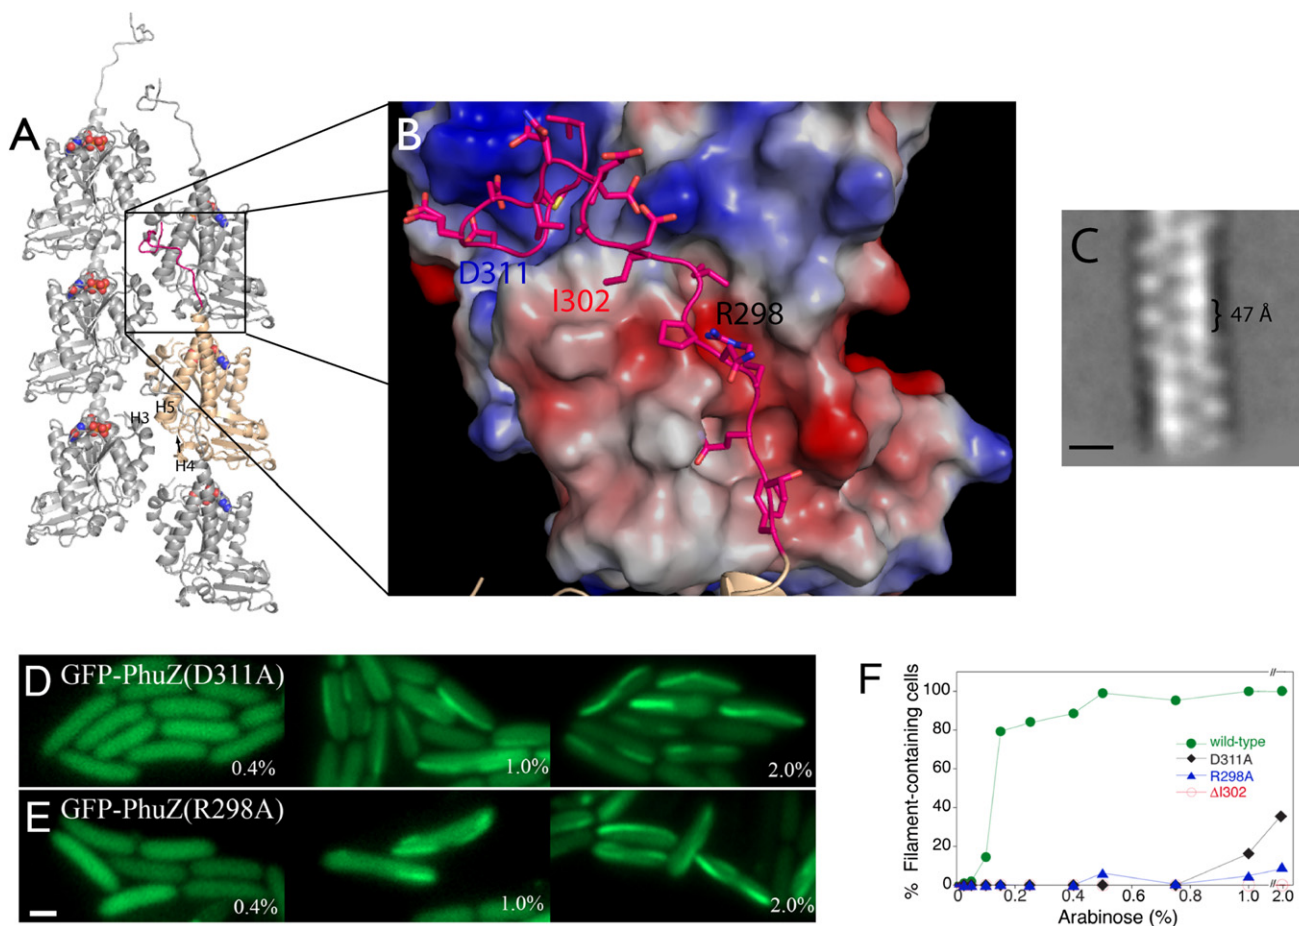 A
H3
H5
H4
B
D311
I302
R298
C
47 Å
D GFP-PhuZ(D311A)
0.4%
1.0%
2.0%
E GFP-PhuZ(R298A)
0.4%
1.0%
2.0%
F
% Filament-containing cells
100
80
60
40
20
0
wild-type
D311A
R298A
ΔI302
//
//
0 0.2 0.4 0.6 0.8 1.0 2.0
Arabinose (%)